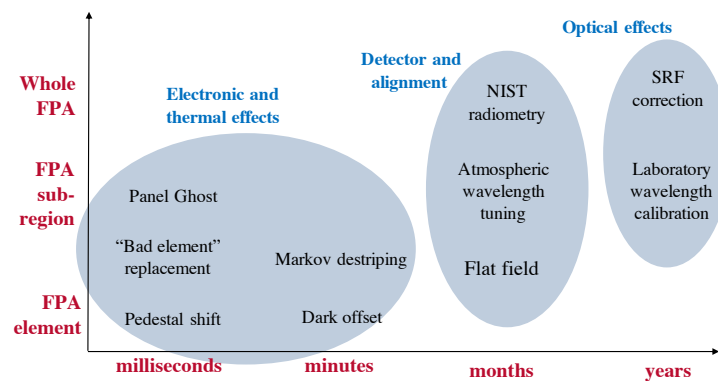 Optical effects
Detector and
alignment
Electronic and
thermal effects
Whole
FPA
FPA
sub-
region
FPA
element
NIST
radiometry
SRF
correction
Panel Ghost
Atmospheric
wavelength
tuning
Laboratory
wavelength
calibration
“Bad element”
replacement
Markov destriping
Flat field
Pedestal shift
Dark offset
milliseconds
minutes
months
years